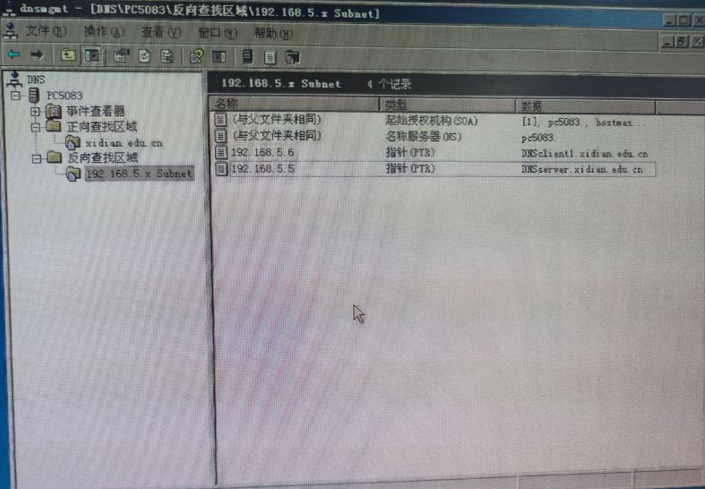 dnsmgmt - [DNS\PC5083\反向查找区域\192.168.5.x Subnet]
文件(F) 操作(A) 查看(V) 窗口(W) 帮助(H)
DNS
PC5083
事件查看器
正向查找区域
xidian.edu.cn
反向查找区域
192.168.5.x Subnet
192.168.5.x Subnet 4 个记录
名称 类型 数据
(与父文件夹相同) 起始授权机构(SOA) [1], pc5083., hostmas...
(与父文件夹相同) 名称服务器(NS) pc5083.
192.168.5.6 指针(PTR) DNSclient1.xidian.edu.cn
192.168.5.5 指针(PTR) DNSserver.xidian.edu.cn